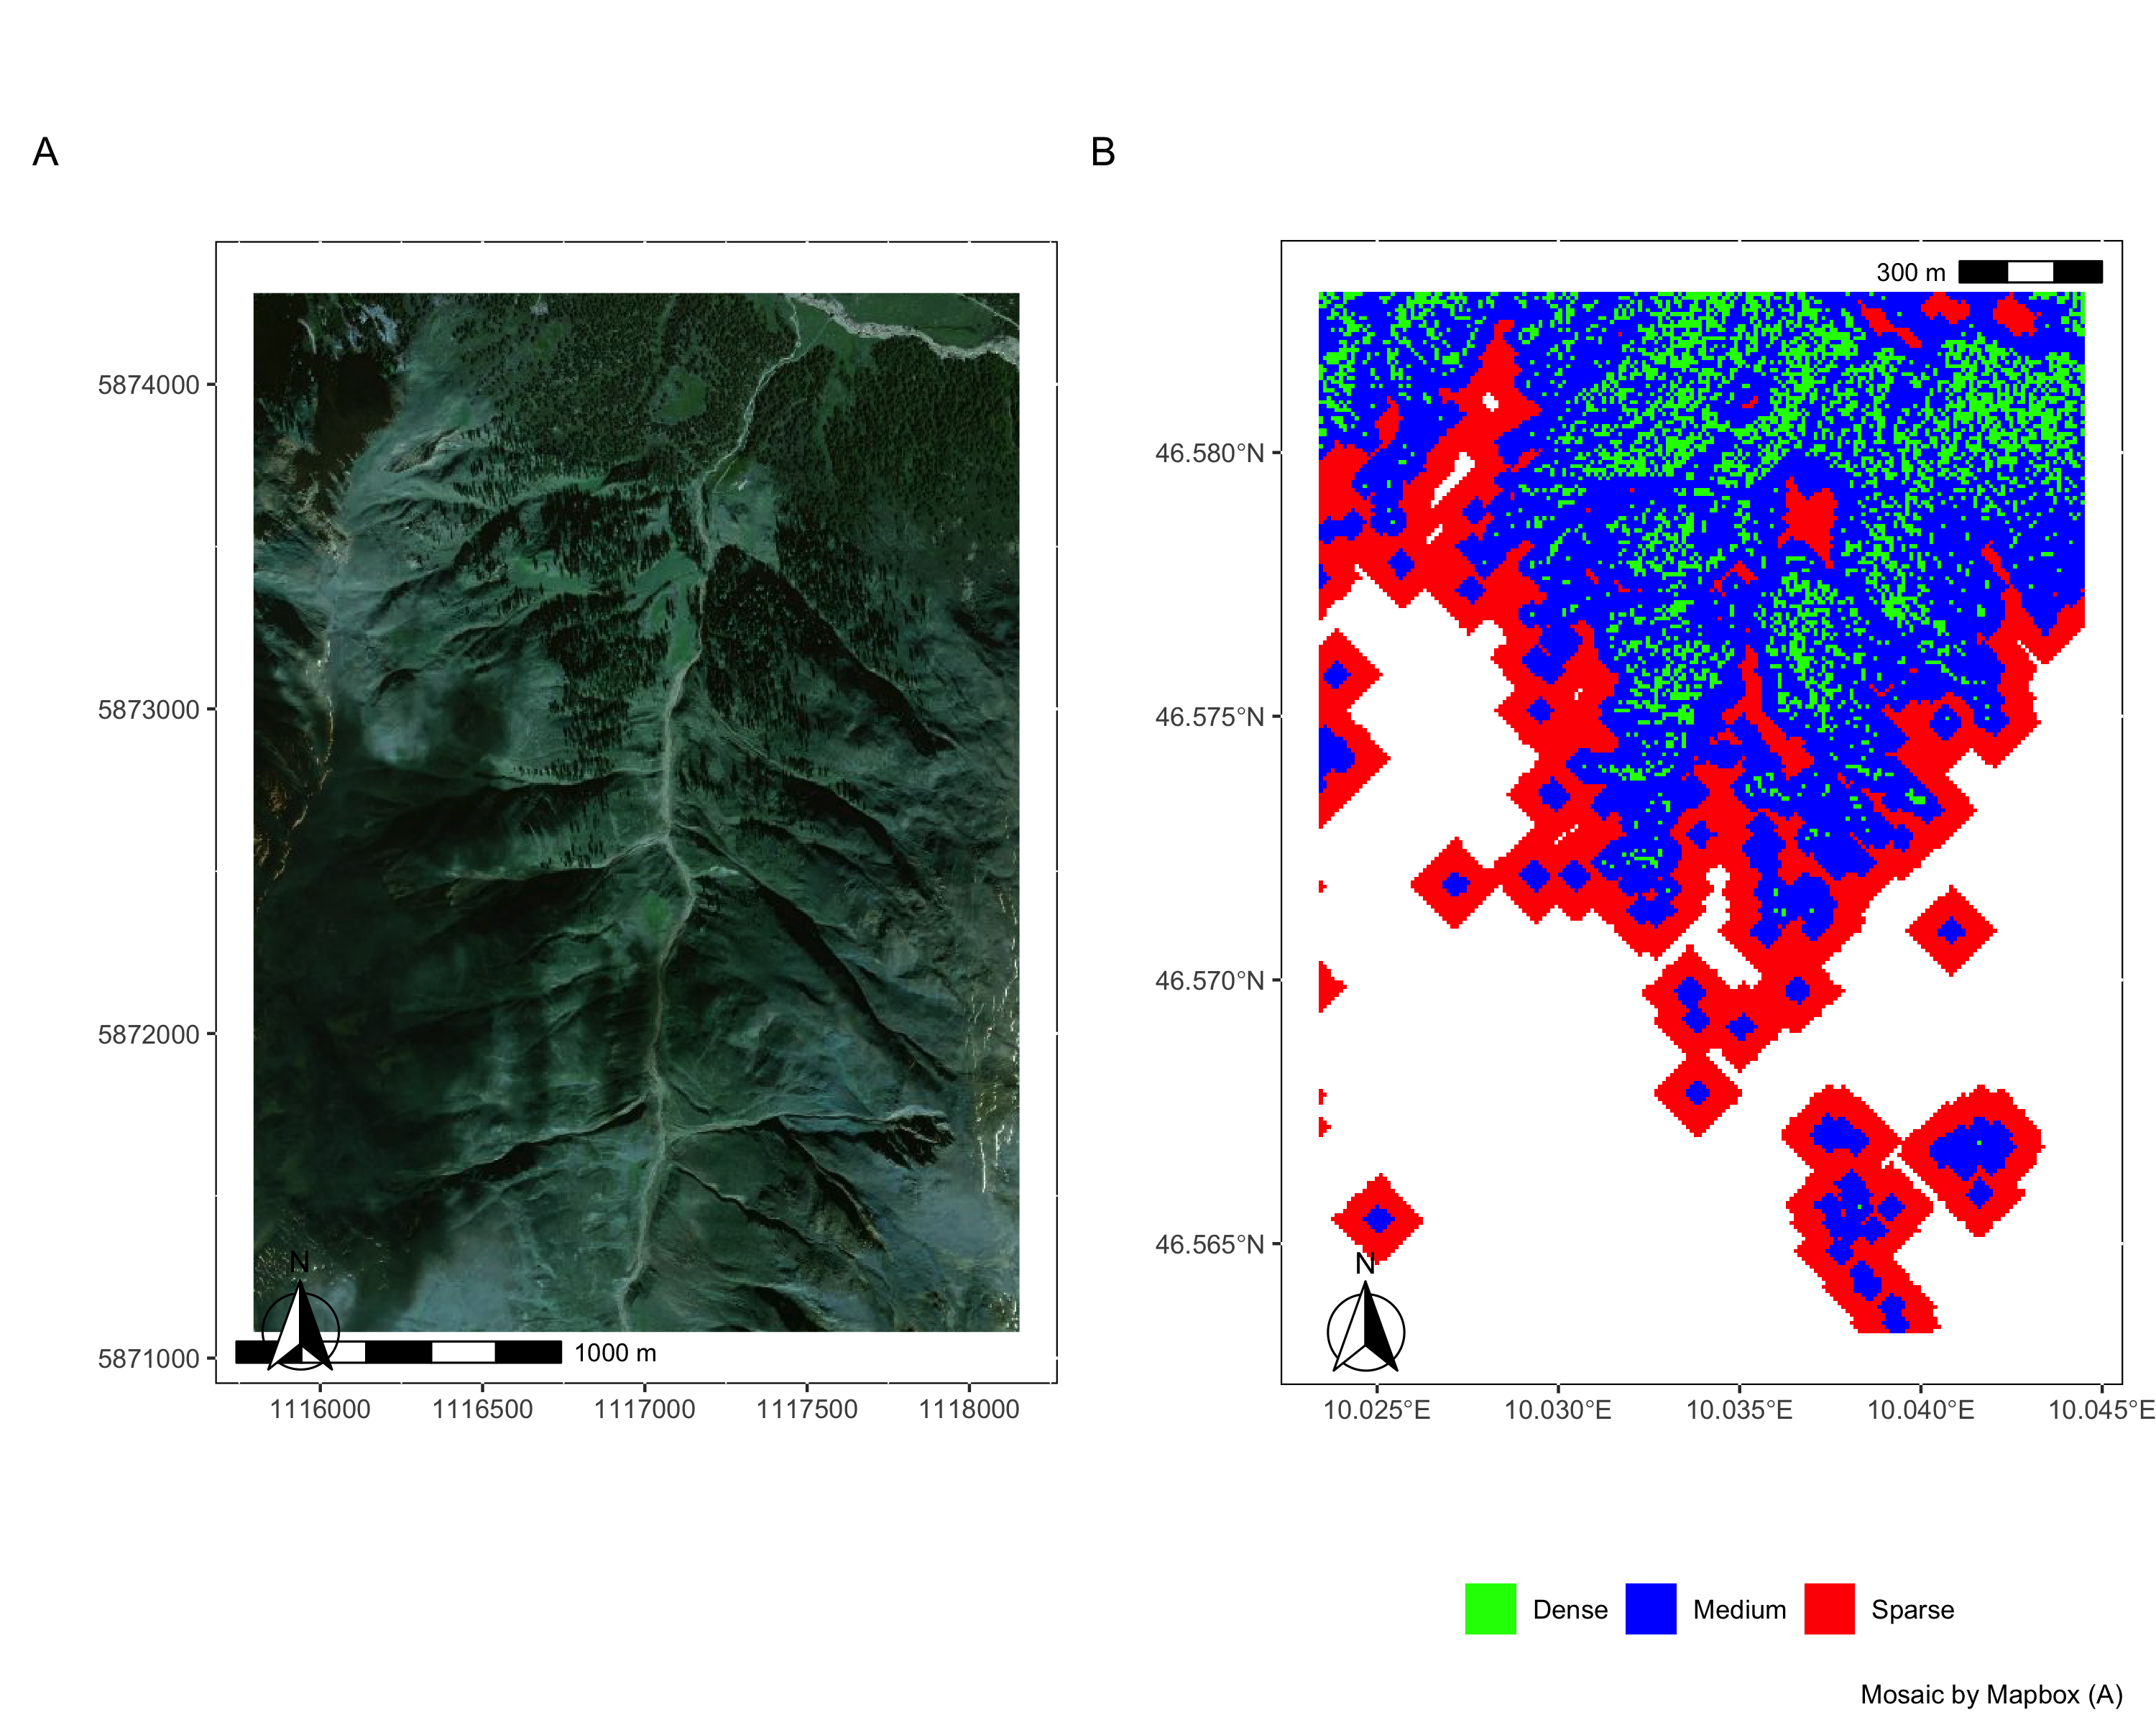 A
B
300 m
5874000
5873000
5872000
5871000
46.580°N
46.575°N
46.570°N
46.565°N
N
1000 m
N
1116000 1116500 1117000 1117500 1118000
10.025°E 10.030°E 10.035°E 10.040°E 10.045°E
Dense Medium Sparse
Mosaic by Mapbox (A)